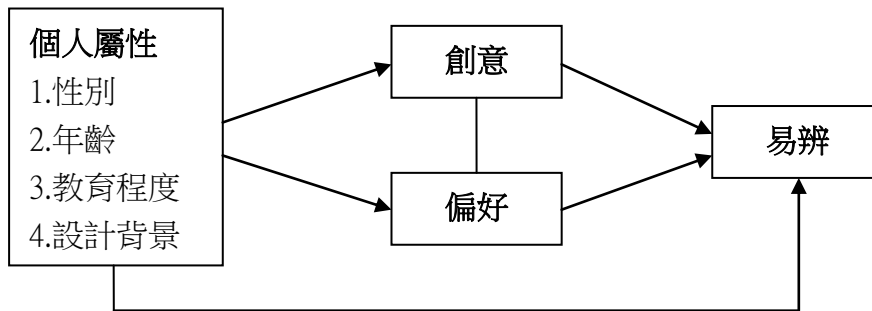 個人屬性
1.性別
2.年齡
3.教育程度
4.設計背景
創意
偏好
易辨